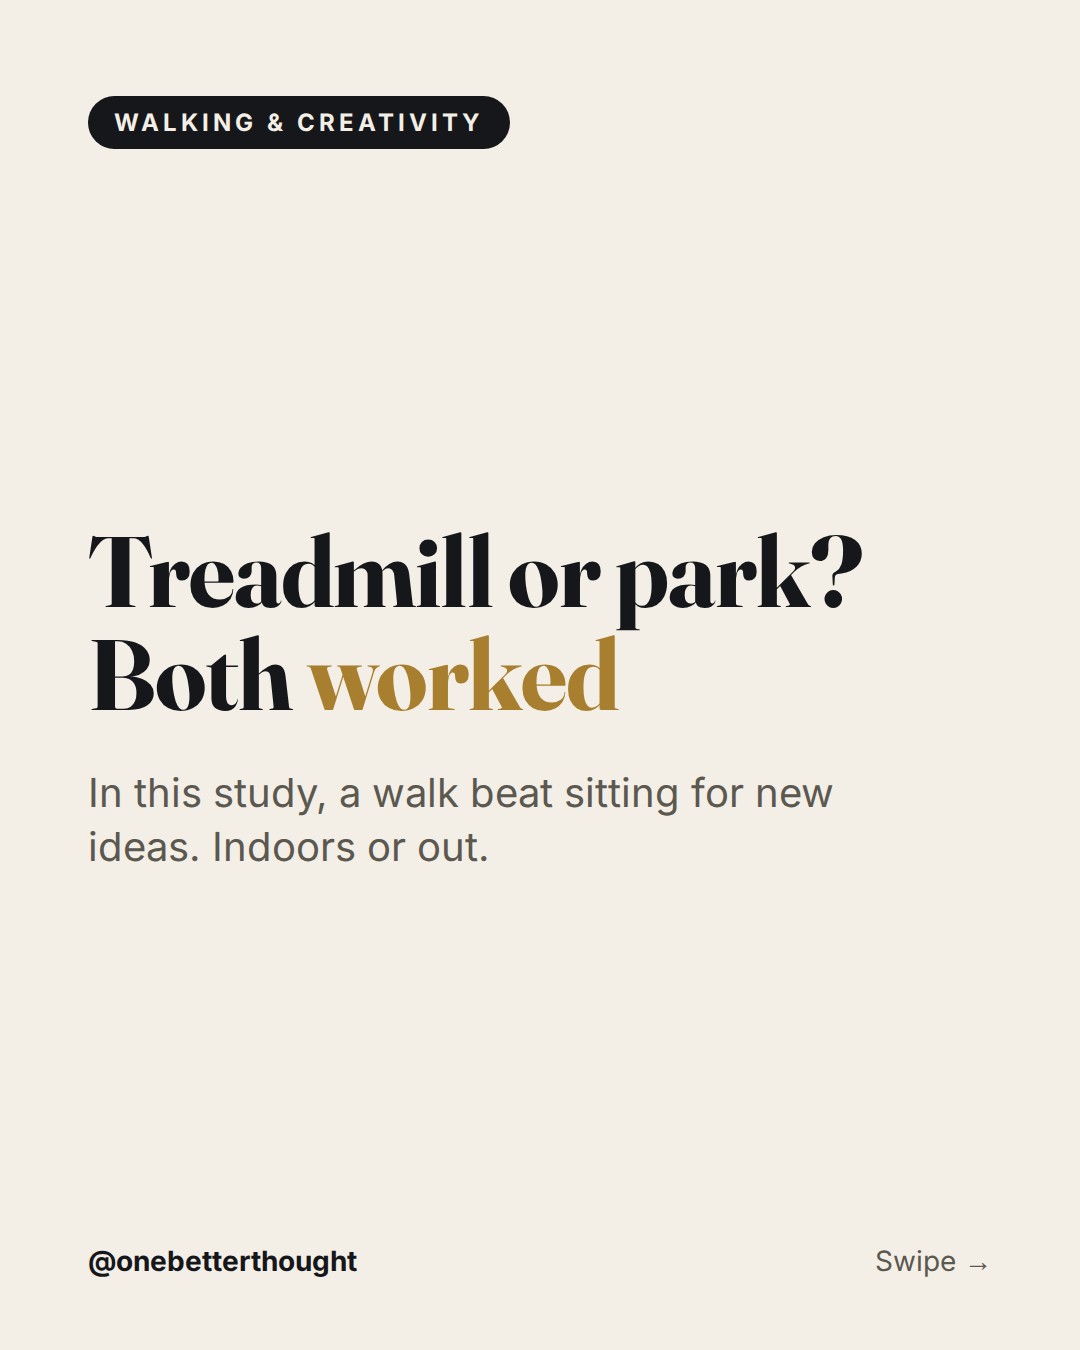 WALKING & CREATIVITY
Treadmill or park?
Both worked
In this study, a walk beat sitting for new
ideas. Indoors or out.
@onebetterthought
Swipe →